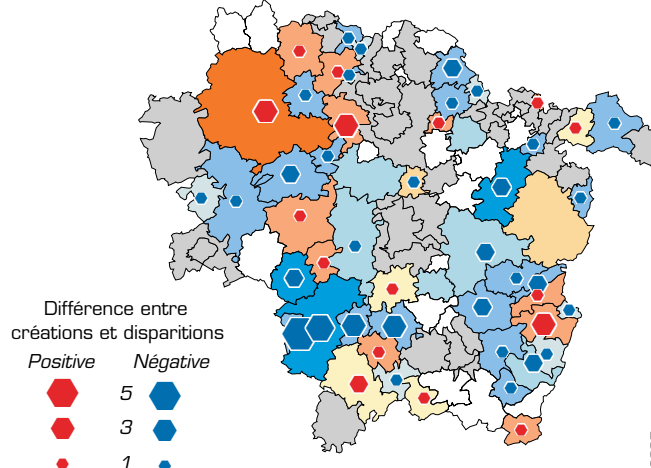 Différence entre
créations et disparitions
Positive Négative
5
3
1